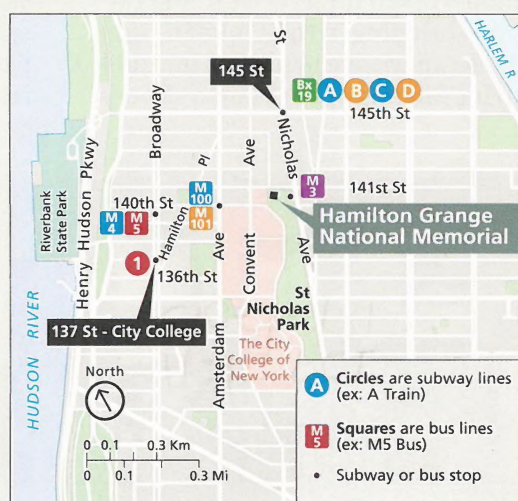 St
HARLEM R
145 St
Bx
19
A
B
C
D
145th St
Broadway
Nicholas
Pl
Ave
Riverbank
State Park
Henry Hudson Pkwy
140th St
M
4
M
5
Hamilton
M
100
M
101
M
3
141st St
Hamilton Grange
National Memorial
1
136th St
Ave
Convent
Ave
137 St - City College
St
Nicholas
Park
HUDSON RIVER
Amsterdam
The City
College of
New York
North
0 0.1 0.3 Km
0 0.1 0.3 Mi
A
Circles are subway lines
(ex: A Train)
M
5
Squares are bus lines
(ex: M5 Bus)
Subway or bus stop